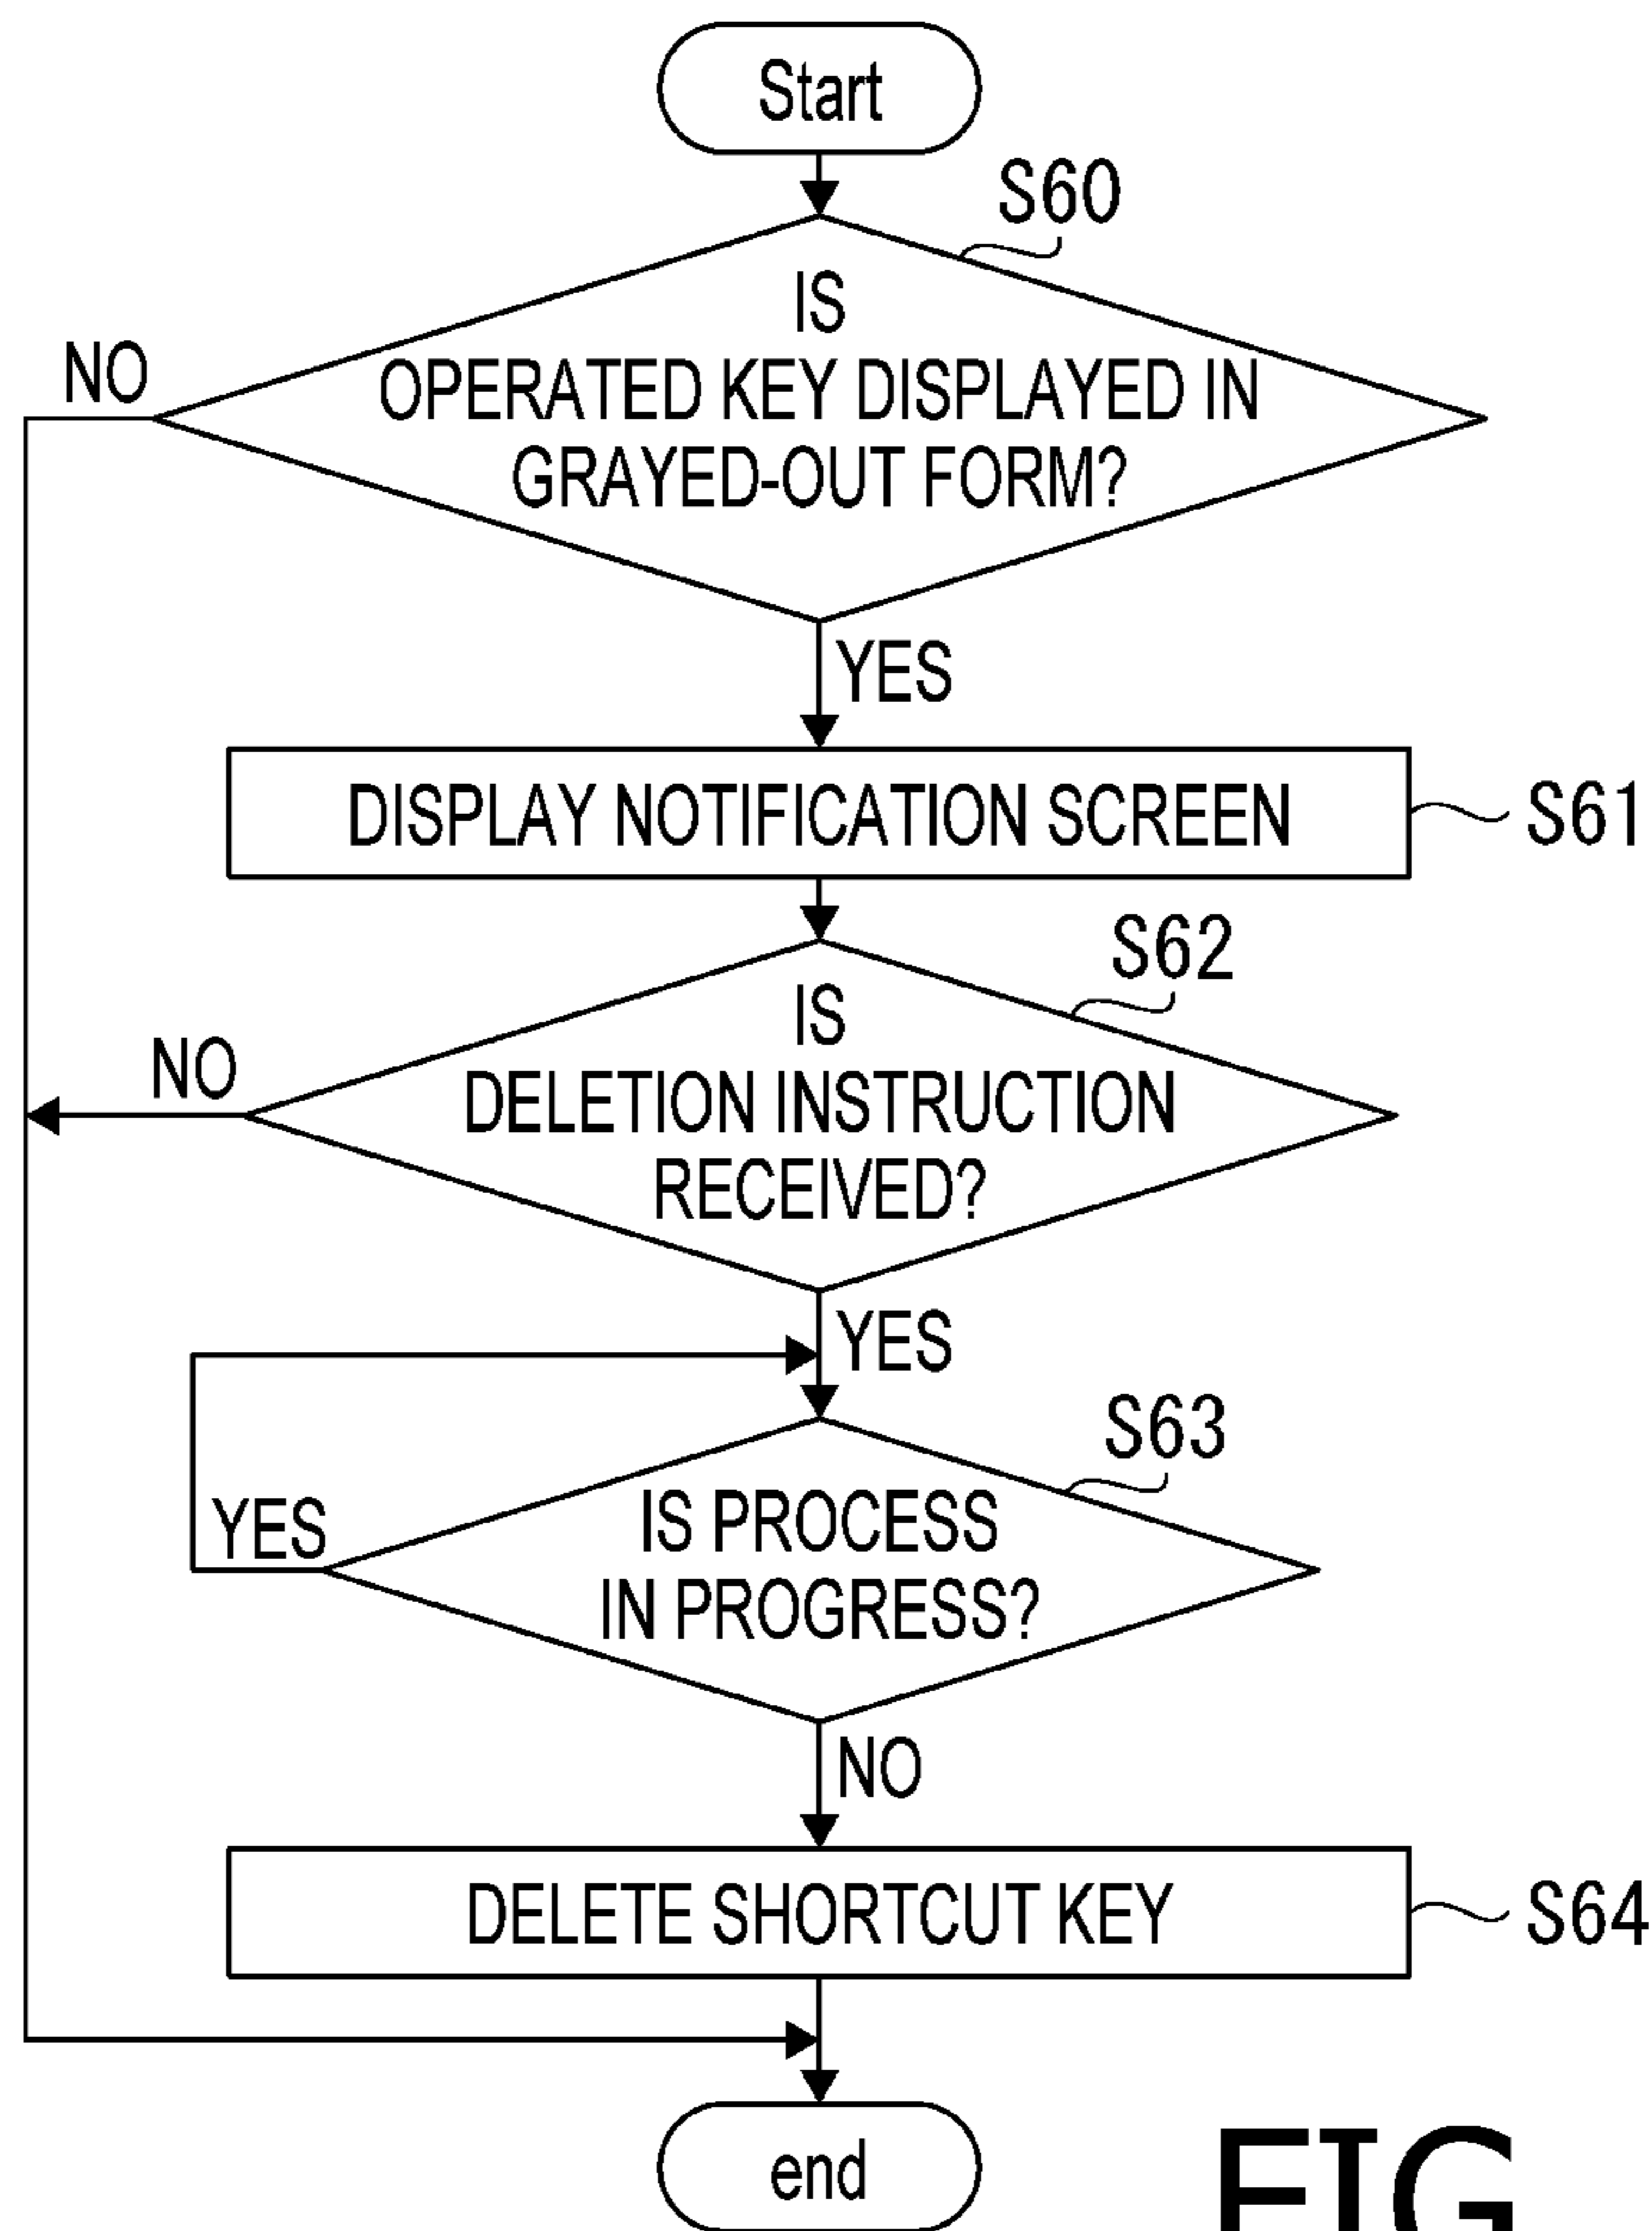 Start
S60
IS
OPERATED KEY DISPLAYED IN
GRAYED-OUT FORM?
NO
YES
DISPLAY NOTIFICATION SCREEN
S61
S62
IS
DELETION INSTRUCTION
RECEIVED?
NO
YES
S63
IS PROCESS
IN PROGRESS?
YES
NO
DELETE SHORTCUT KEY
S64
end
FIG